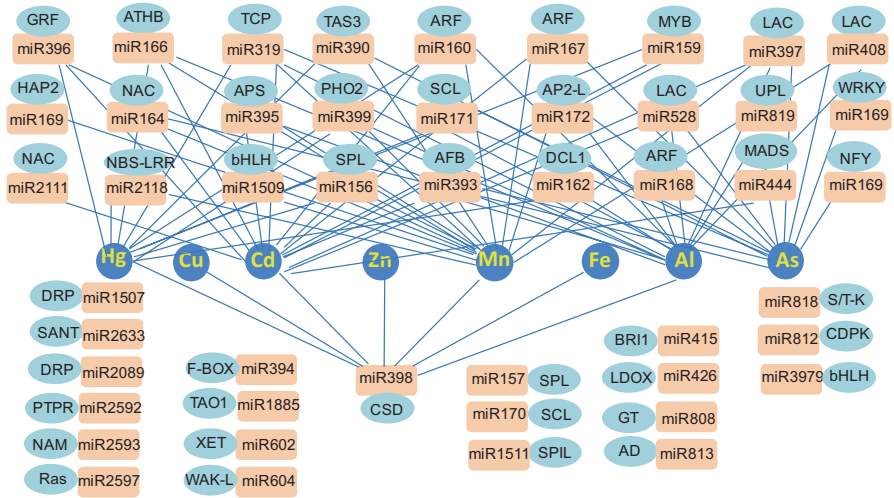 GRF ATHB TCP TAS3 ARF ARF MYB LAC LAC
miR396 miR166 miR319 miR390 miR160 miR167 miR159 miR397 miR408
HAP2 NAC APS PHO2 SCL AP2-L LAC UPL WRKY
miR169 miR164 miR395 miR399 miR171 miR172 miR528 miR819 miR169
NAC NBS-LRR bHLH SPL AFB DCL1 ARF MADS NFY
miR2111 miR2118 miR1509 miR156 miR393 miR162 miR168 miR444 miR169
Hg Cu Cd Zn Mn Fe Al As
DRP miR1507
SANT miR2633
DRP miR2089
PTPR miR2592
NAM miR2593
Ras miR2597
F-BOX miR394
TAO1 miR1885
XET miR602
WAK-L miR604
miR398
CSD
miR157 SPL
miR170 SCL
miR1511 SPIL
BRI1 miR415
LDOX miR426
GT miR808
AD miR813
miR818 S/T-K
miR812 CDPK
miR3979 bHLH